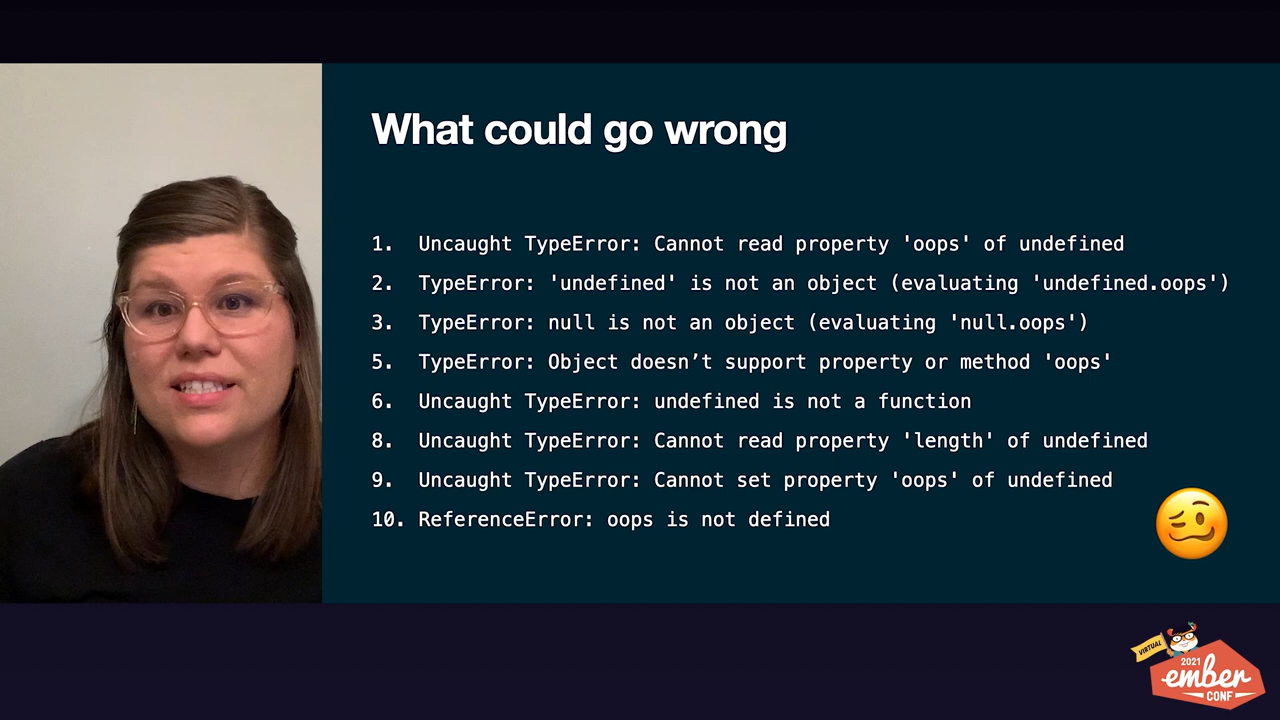 What could go wrong
1. Uncaught TypeError: Cannot read property 'oops' of undefined
2. TypeError: 'undefined' is not an object (evaluating 'undefined.oops')
3. TypeError: null is not an object (evaluating 'null.oops')
5. TypeError: Object doesn’t support property or method 'oops'
6. Uncaught TypeError: undefined is not a function
8. Uncaught TypeError: Cannot read property 'length' of undefined
9. Uncaught TypeError: Cannot set property 'oops' of undefined
10. ReferenceError: oops is not defined
VIRTUAL
2021
ember
CONF